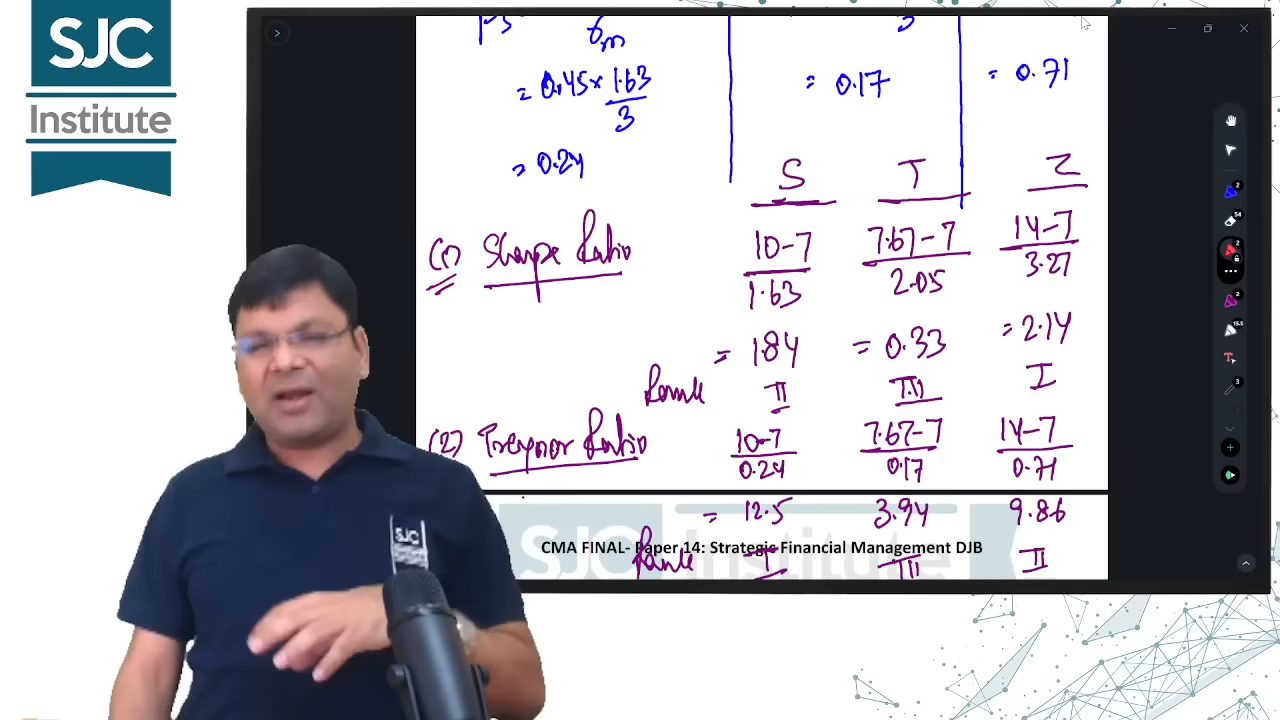 SJC
Institute
σm
3
= 0.45 × 1.63/3
= 0.17
= 0.71
= 0.24
S T Z
(1) Sharpe Ratio
10-7/1.63
7.67-7/2.05
14-7/3.27
= 1.84
= 0.33
= 2.14
Rank II III I
(2) Treynor Ratio
10-7/0.24
7.67-7/0.17
14-7/0.71
= 12.5 3.94 9.86
CMA FINAL- Paper 14: Strategic Financial Management DJB
Rank I III II
SJC